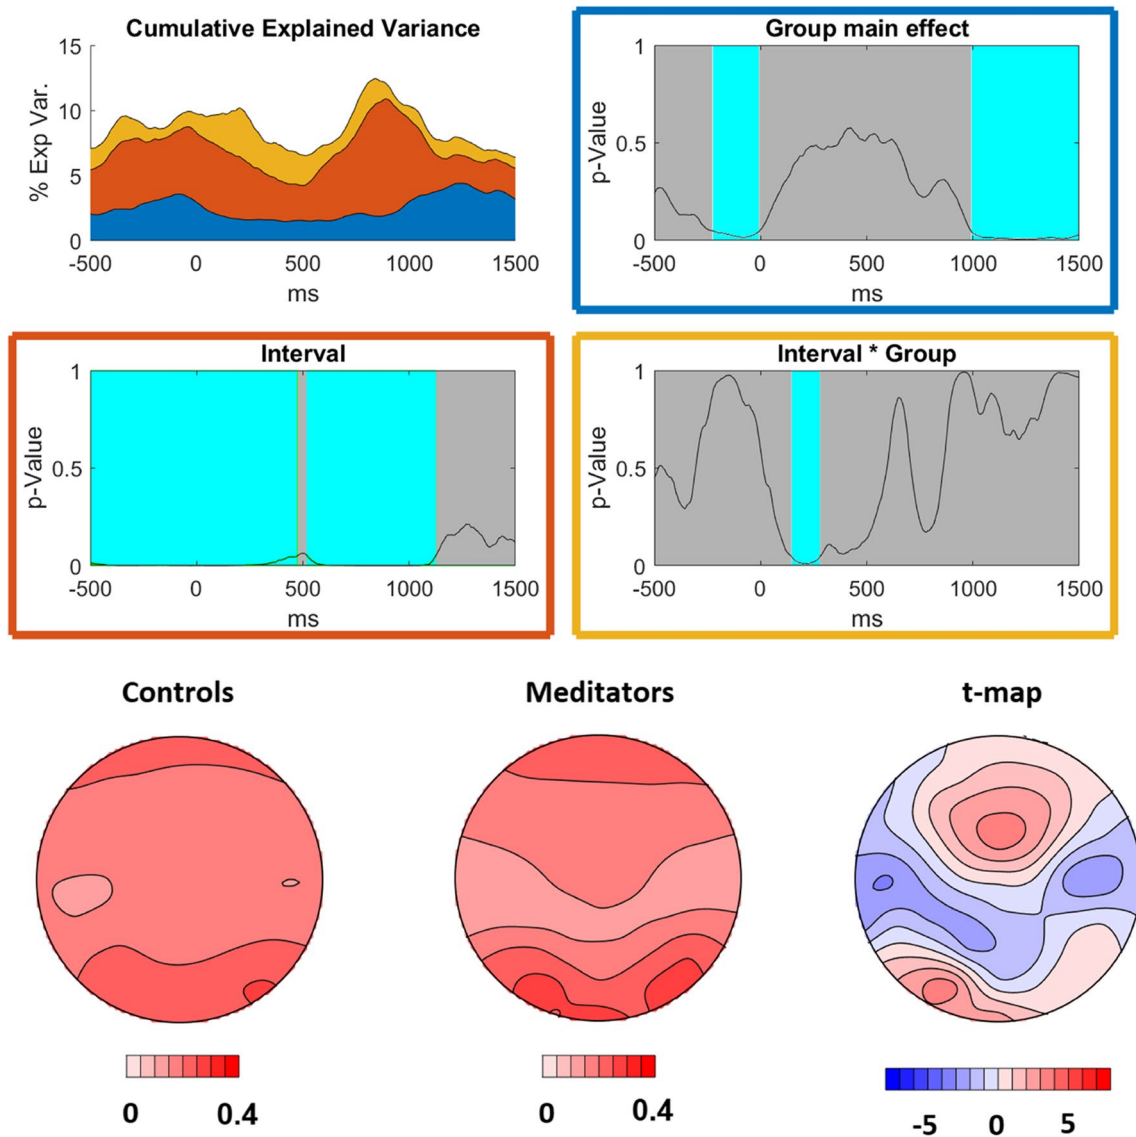 Cumulative Explained Variance
15
10
5
0
% Exp Var.
-500 0 500 1000 1500
ms
Group main effect
1
0.5
0
p-Value
-500 0 500 1000 1500
ms
Interval
1
0.5
0
p-Value
-500 0 500 1000 1500
ms
Interval * Group
1
0.5
0
p-Value
-500 0 500 1000 1500
ms
Controls
Meditators
t-map
0 0.4
0 0.4
-5 0 5